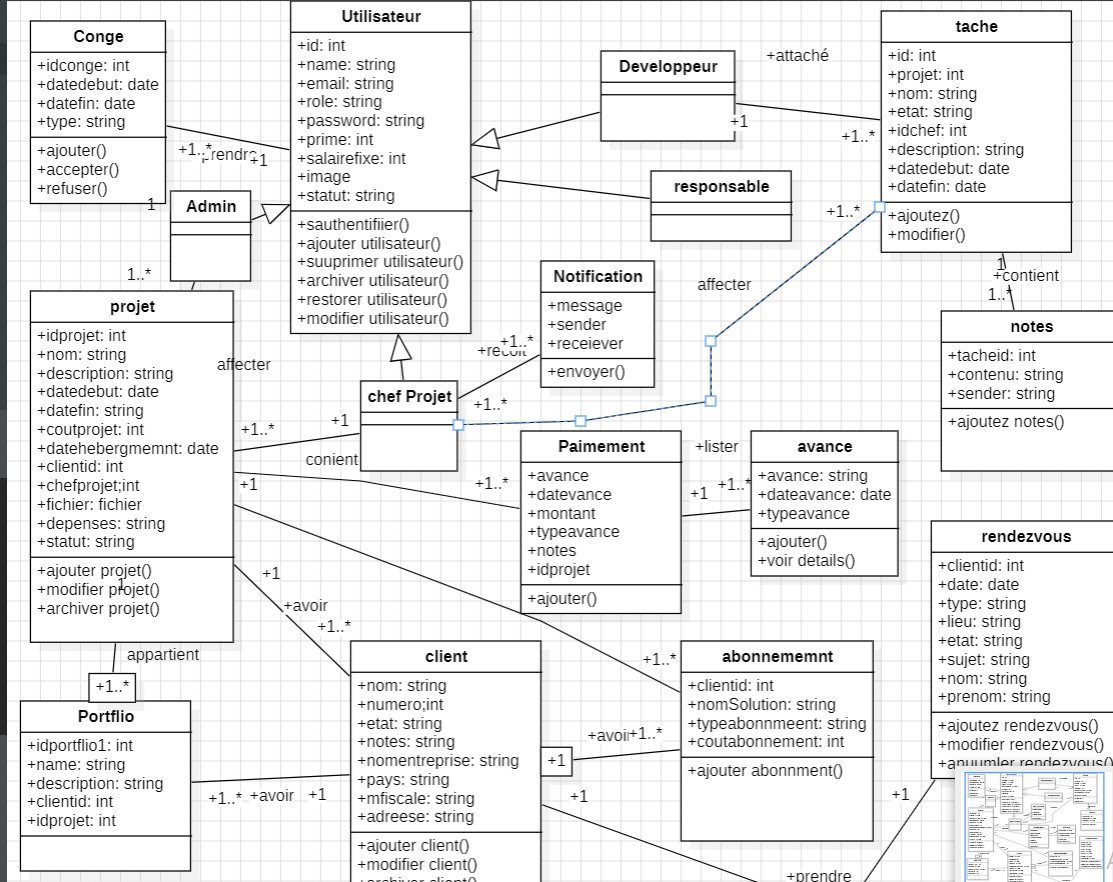 Conge
+idconge: int
+datedebut: date
+datefin: date
+type: string
+ajouter()
+accepter()
+refuser()
Utilisateur
+id: int
+name: string
+email: string
+role: string
+password: string
+prime: int
+salairefixe: int
+image
+statut: string
+sauthentifiier()
+ajouter utilisateur()
+suuprimer utilisateur()
+archiver utilisateur()
+restorer utilisateur()
+modifier utilisateur()
+1..*
+1
Admin
1
1..*
Developpeur
+attaché
+1
+1..*
responsable
tache
+id: int
+projet: int
+nom: string
+etat: string
+idchef: int
+description: string
+datedebut: date
+datefin: date
+ajoutez()
+modifier()
+1..*
affecter
1
+contient
1..*
notes
+tacheid: int
+contenu: string
+sender: string
+ajoutez notes()
Notification
+message
+sender
+receiever
+envoyer()
+1..*
+recoit
+1..*
chef Projet
projet
+idprojet: int
+nom: string
+description: string
+datedebut: date
+datefin: string
+coutprojet: int
+datehebergmemnt: date
+clientid: int
+chefprojet;int
+fichier: fichier
+depenses: string
+statut: string
+ajouter projet()
+modifier projet()
+archiver projet()
1
affecter
+1..*
+1
conient
+1
+1..*
Paimement
+avance
+datevance
+montant
+typeavance
+notes
+idprojet
+ajouter()
+lister
+1
+1..*
avance
+avance: string
+dateavance: date
+typeavance
+ajouter()
+voir details()
rendezvous
+clientid: int
+date: date
+type: string
+lieu: string
+etat: string
+sujet: string
+nom: string
+prenom: string
+ajoutez rendezvous()
+modifier rendezvous()
+anuumler rendezvous()
+1
+avoir
+1..*
appartient
+1..*
Portflio
+idportflio1: int
+name: string
+description: string
+clientid: int
+idprojet: int
+1..*
+avoir
+1
client
+nom: string
+numero;int
+etat: string
+notes: string
+nomentreprise: string
+pays: string
+mfiscale: string
+adreese: string
+ajouter client()
+modifier client()
+archiver client()
+1..*
abonnememnt
+clientid: int
+nomSolution: string
+typeabonnmeent: string
+coutabonnement: int
+ajouter abonnment()
+1
+avoir
+1..*
+1
+1
+prendre